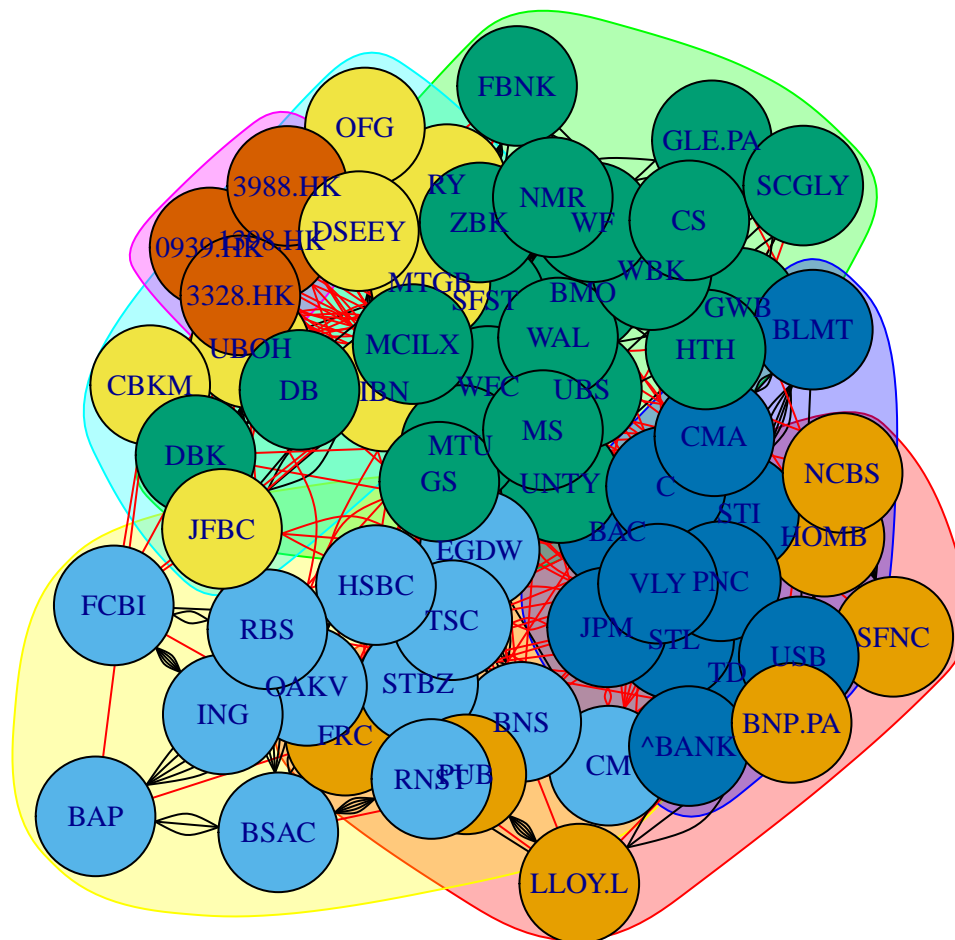 FBNK
OFG
GLE.PA
3988.HK
RY
NMR
SCGLY
ZBK
WF
CS
DSEEY
0939.HK
1398.HK
WBK
MTGB
3328.HK
SFST
BMO
GWB
BLMT
UBOH
MCILX
WAL
HTH
CBKM
DB
IBN
WFC
UBS
MS
CMA
MTU
DBK
GS
UNTY
C
NCBS
STI
JFBC
BAC
HOMB
EGDW
HSBC
VLY
PNC
FCBI
RBS
TSC
JPM
STL
SFNC
USB
TD
OAKV
STBZ
ING
BNS
BNP.PA
FRC
^BANK
RNST
PUB
CM
BAP
BSAC
LLOY.L